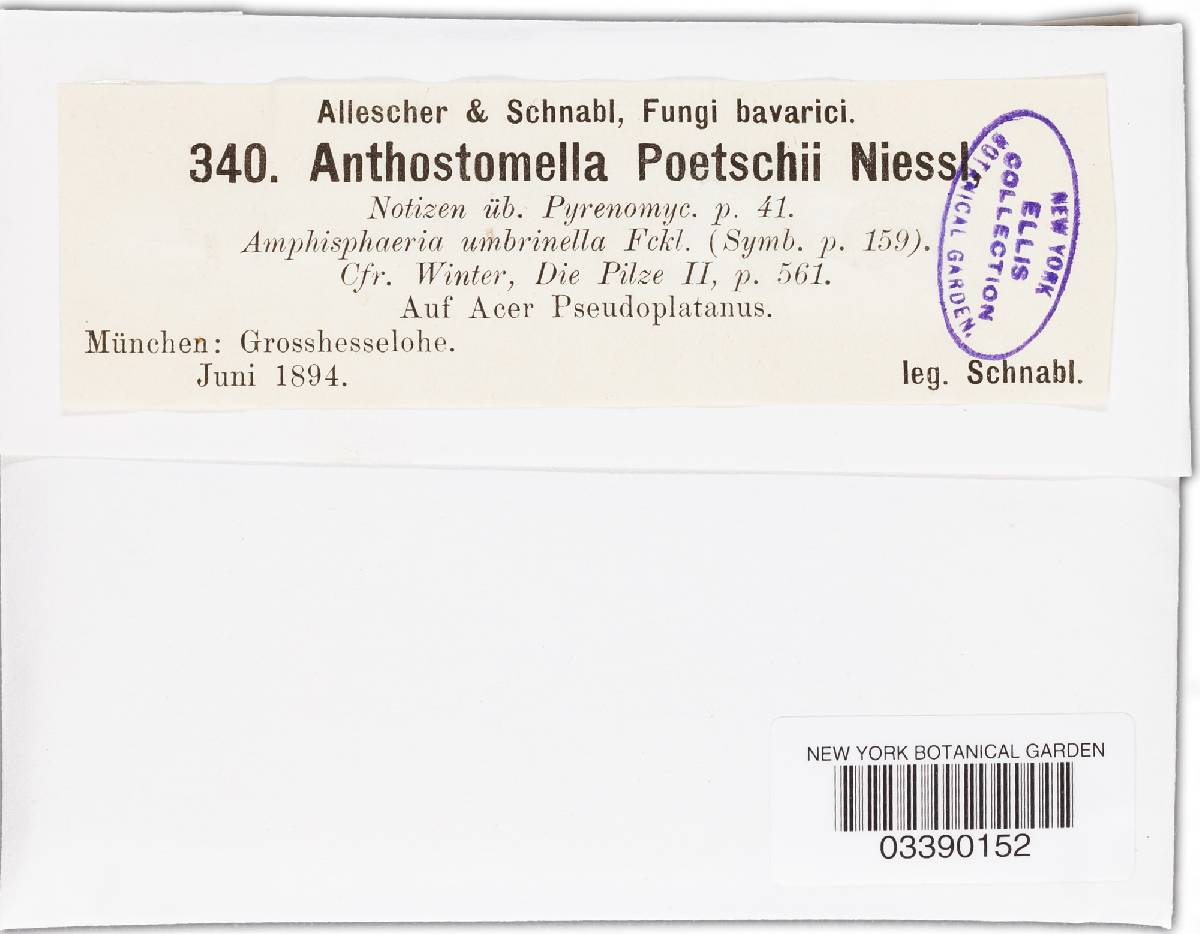 Allescher & Schnabl, Fungi bavarici.
340. Anthostomella Poetschii Niessl.
Notizen üb. Pyrenomyc. p. 41.
Amphisphaeria umbrinella Fckl. (Symb. p. 159).
Cfr. Winter, Die Pilze II, p. 561.
Auf Acer Pseudoplatanus.
München: Grosshesselohe.
Juni 1894.
leg. Schnabl.
NEW YORK
ELLIS
COLLECTION
BOTANICAL GARDEN.
NEW YORK BOTANICAL GARDEN
03390152